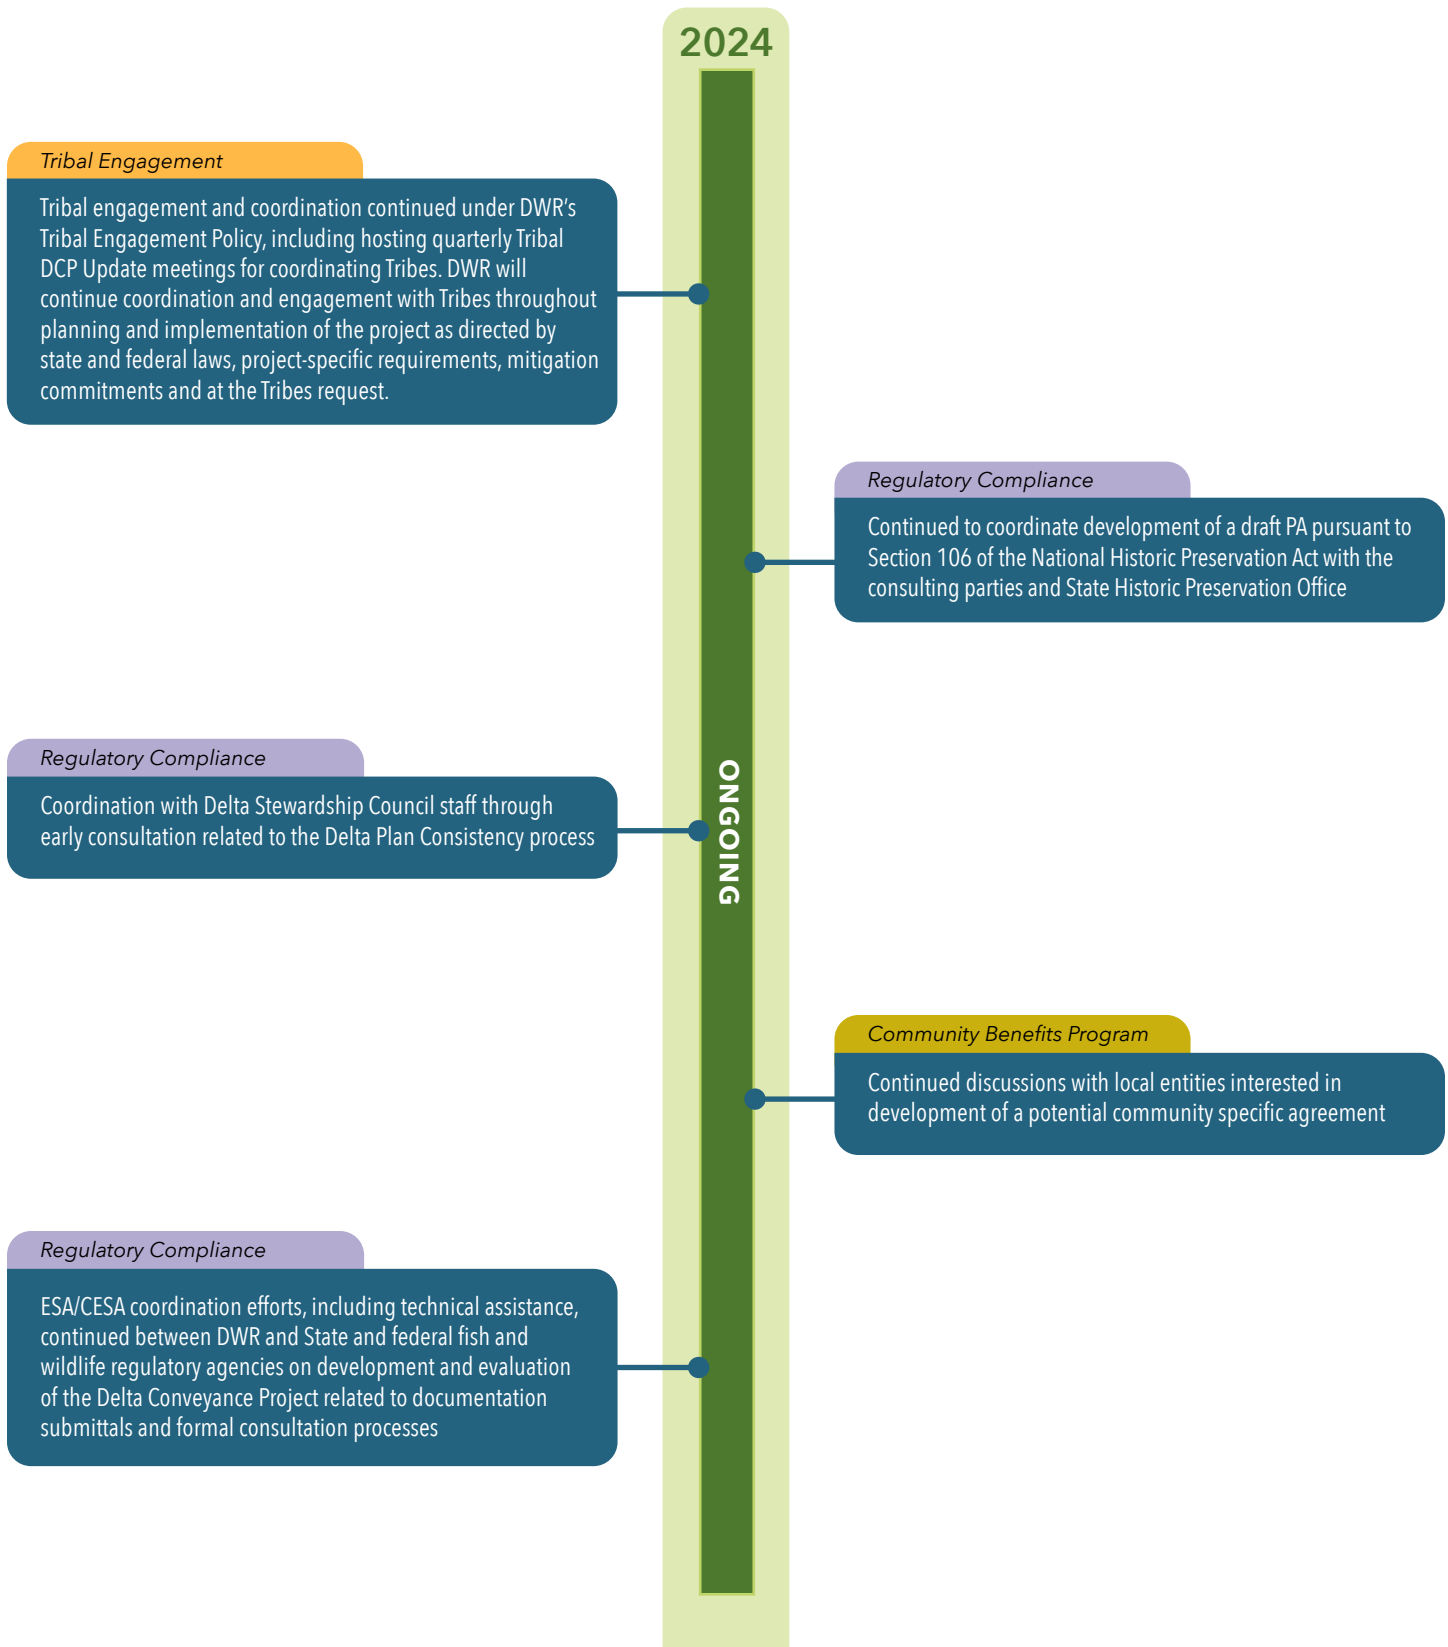 2024
Tribal Engagement
Tribal engagement and coordination continued under DWR’s
Tribal Engagement Policy, including hosting quarterly Tribal
DCP Update meetings for coordinating Tribes. DWR will
continue coordination and engagement with Tribes throughout
planning and implementation of the project as directed by
state and federal laws, project-specific requirements, mitigation
commitments and at the Tribes request.
Regulatory Compliance
Continued to coordinate development of a draft PA pursuant to
Section 106 of the National Historic Preservation Act with the
consulting parties and State Historic Preservation Office
Regulatory Compliance
Coordination with Delta Stewardship Council staff through
early consultation related to the Delta Plan Consistency process
ONGOING
Community Benefits Program
Continued discussions with local entities interested in
development of a potential community specific agreement
Regulatory Compliance
ESA/CESA coordination efforts, including technical assistance,
continued between DWR and State and federal fish and
wildlife regulatory agencies on development and evaluation
of the Delta Conveyance Project related to documentation
submittals and formal consultation processes